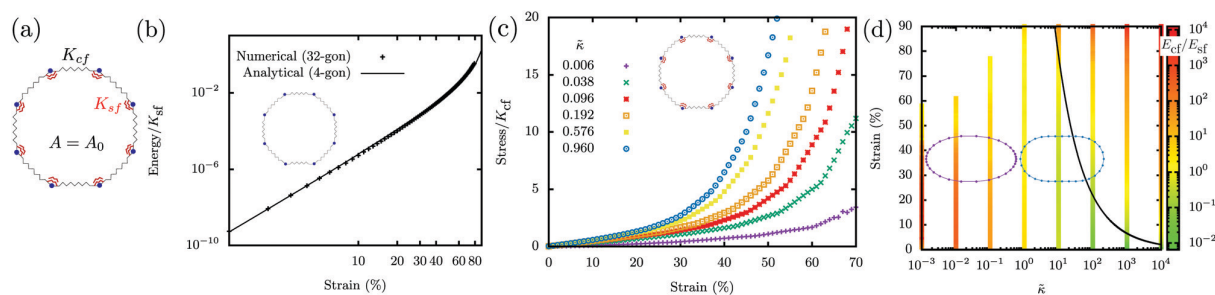 (a)
K_cf
K_sf
A = A_0
(b)
Energy/K_sf
10^-2
10^-6
10^-10
Numerical (32-gon)
Analytical (4-gon)
10 20 30 40 60 80
Strain (%)
(c)
Stress/K_cf
20
15
10
5
0
κ̃
0.006
0.038
0.096
0.192
0.576
0.960
0 10 20 30 40 50 60 70
Strain (%)
(d)
Strain (%)
90
80
70
60
50
40
30
20
10
0
10^-3 10^-2 10^-1 10^0 10^1 10^2 10^3 10^4
κ̃
E_cf/E_sf
10^4
10^3
10^2
10^1
10^0
10^-1
10^-2